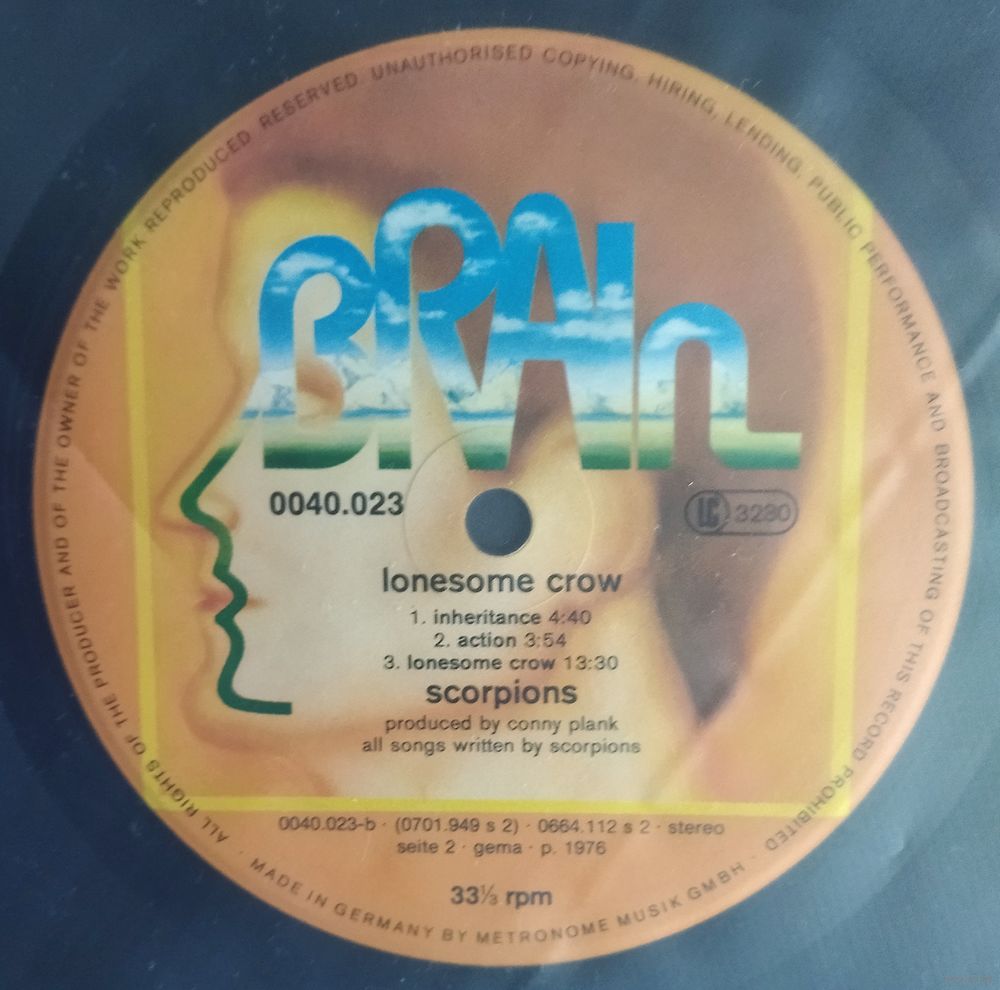 ALL RIGHTS OF THE PRODUCER AND OF THE OWNER OF THE WORK REPRODUCED RESERVED UNAUTHORISED COPYING, HIRING, LENDING, PUBLIC PERFORMANCE AND BROADCASTING OF THIS RECORD PROHIBITED ·
BRAIn
0040.023
LC 3280
lonesome crow
1. inheritance 4:40
2. action 3:54
3. lonesome crow 13:30
scorpions
produced by conny plank
all songs written by scorpions
0040.023-b · (0701.949 s 2) · 0664.112 s 2 · stereo
seite 2 · gema · p. 1976
33⅓ rpm
· MADE IN GERMANY BY METRONOME MUSIK GMBH